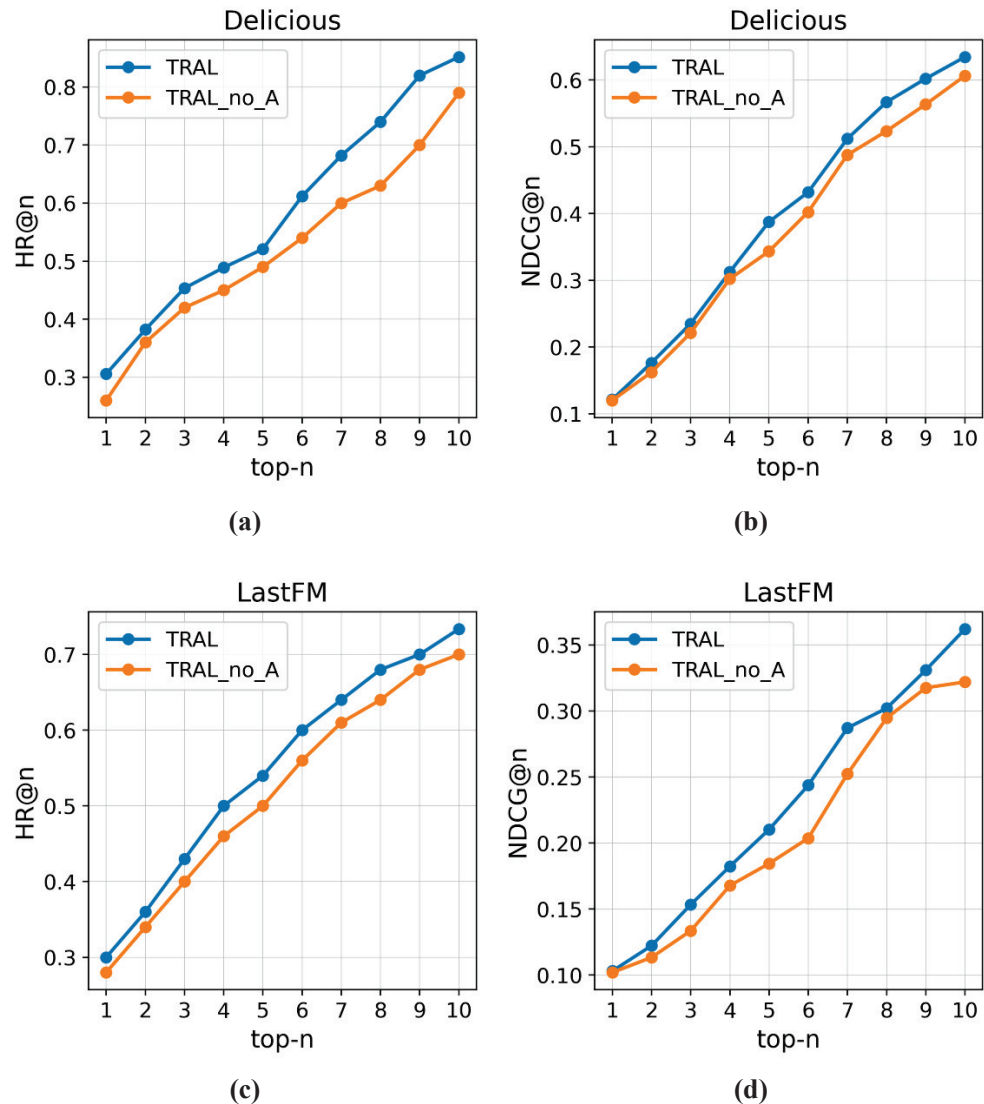 Delicious
TRAL
TRAL_no_A
HR@n
0.8
0.7
0.6
0.5
0.4
0.3
1 2 3 4 5 6 7 8 9 10
top-n
(a)
Delicious
TRAL
TRAL_no_A
NDCG@n
0.6
0.5
0.4
0.3
0.2
0.1
1 2 3 4 5 6 7 8 9 10
top-n
(b)
LastFM
TRAL
TRAL_no_A
HR@n
0.7
0.6
0.5
0.4
0.3
1 2 3 4 5 6 7 8 9 10
top-n
(c)
LastFM
TRAL
TRAL_no_A
NDCG@n
0.35
0.30
0.25
0.20
0.15
0.10
1 2 3 4 5 6 7 8 9 10
top-n
(d)